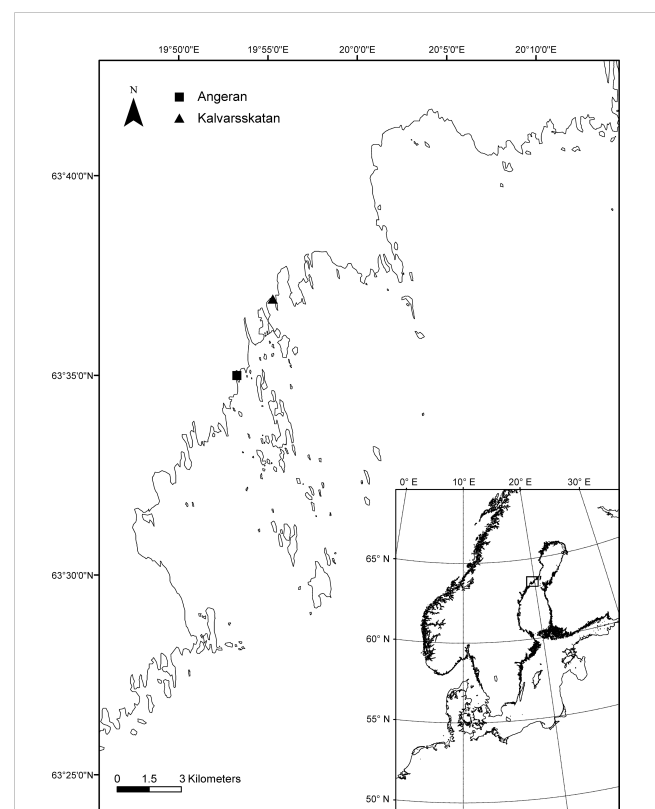 19°50'0"E 19°55'0"E 20°0'0"E 20°5'0"E 20°10'0"E
N
Angeran
Kalvarsskatan
63°40'0"N
63°35'0"N
63°30'0"N
63°25'0"N
0 1.5 3 Kilometers
0° E 10° E 20° E 30° E
65° N
60° N
55° N
50° N